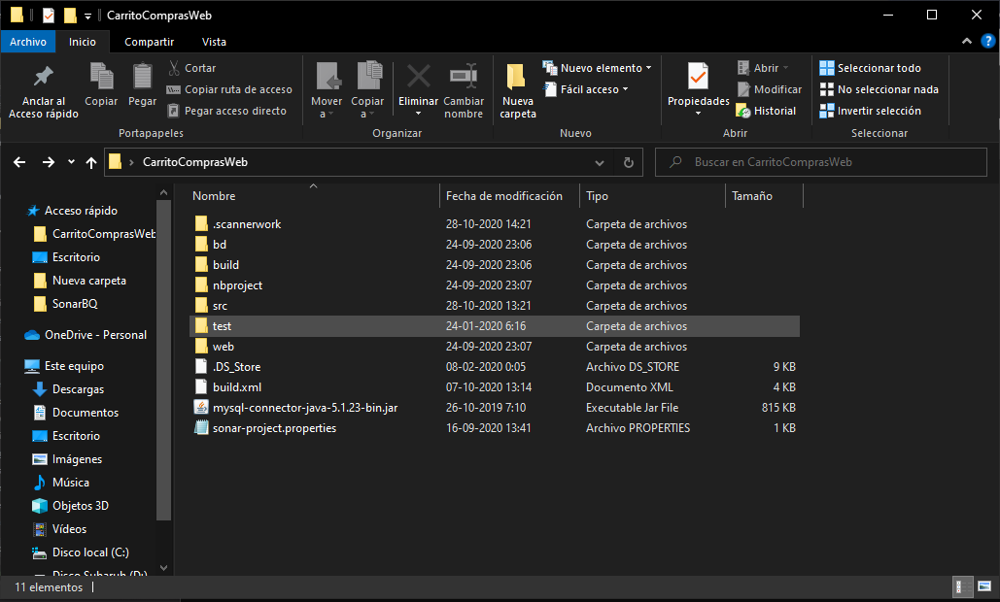 CarritoComprasWeb
Archivo Inicio Compartir Vista
Anclar al Acceso rápido
Copiar
Pegar
Cortar
Copiar ruta de acceso
Pegar acceso directo
Portapapeles
Mover a
Copiar a
Eliminar
Cambiar nombre
Organizar
Nueva carpeta
Nuevo elemento
Fácil acceso
Nuevo
Propiedades
Abrir
Modificar
Historial
Abrir
Seleccionar todo
No seleccionar nada
Invertir selección
Seleccionar
CarritoComprasWeb
Buscar en CarritoComprasWeb
Acceso rápido
CarritoComprasWeb
Escritorio
Nueva carpeta
SonarBQ
OneDrive - Personal
Este equipo
Descargas
Documentos
Escritorio
Imágenes
Música
Objetos 3D
Vídeos
Disco local (C:)
Disco Subaruh (D:)
Nombre Fecha de modificación Tipo Tamaño
.scannerwork 28-10-2020 14:21 Carpeta de archivos
bd 24-09-2020 23:06 Carpeta de archivos
build 24-09-2020 23:06 Carpeta de archivos
nbproject 24-09-2020 23:07 Carpeta de archivos
src 28-10-2020 13:21 Carpeta de archivos
test 24-01-2020 6:16 Carpeta de archivos
web 24-09-2020 23:07 Carpeta de archivos
.DS_Store 08-02-2020 0:05 Archivo DS_STORE 9 KB
build.xml 07-10-2020 13:14 Documento XML 4 KB
mysql-connector-java-5.1.23-bin.jar 26-10-2019 7:10 Executable Jar File 815 KB
sonar-project.properties 16-09-2020 13:41 Archivo PROPERTIES 1 KB
11 elementos